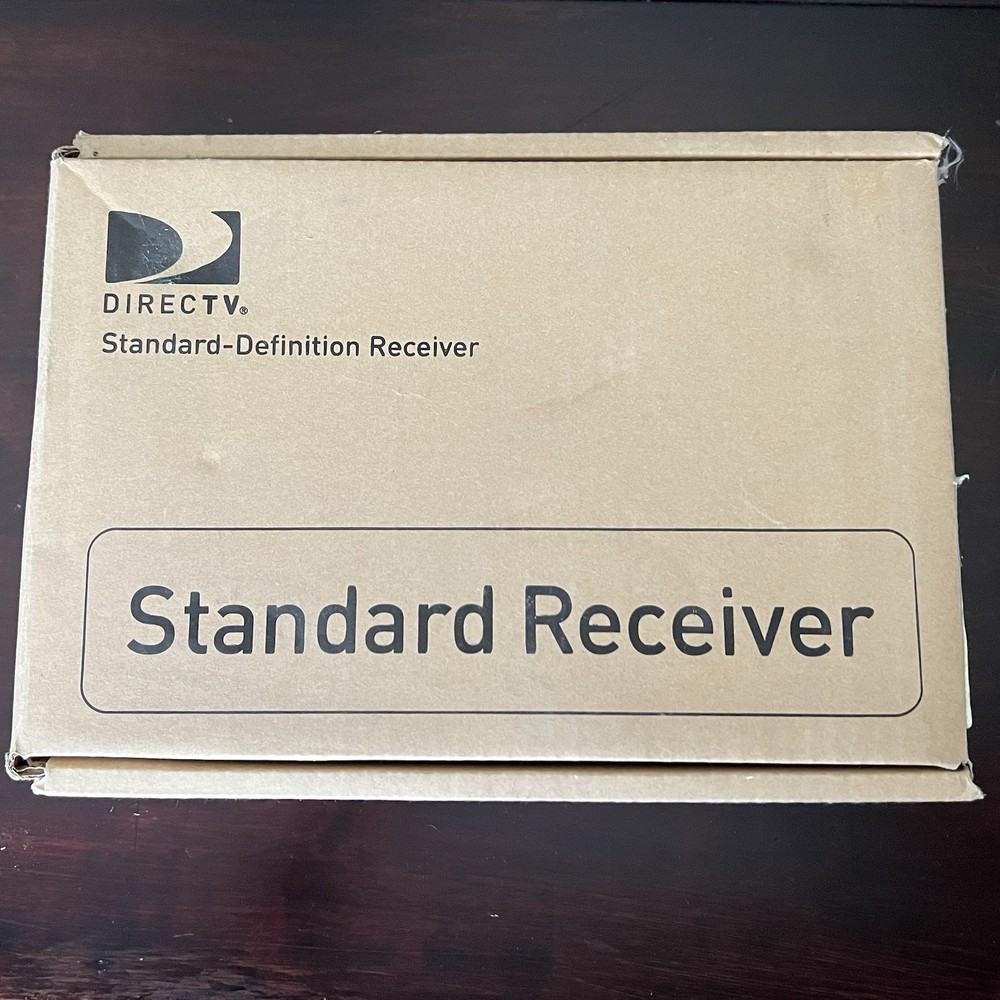 DIRECTV®
Standard-Definition Receiver
Standard Receiver